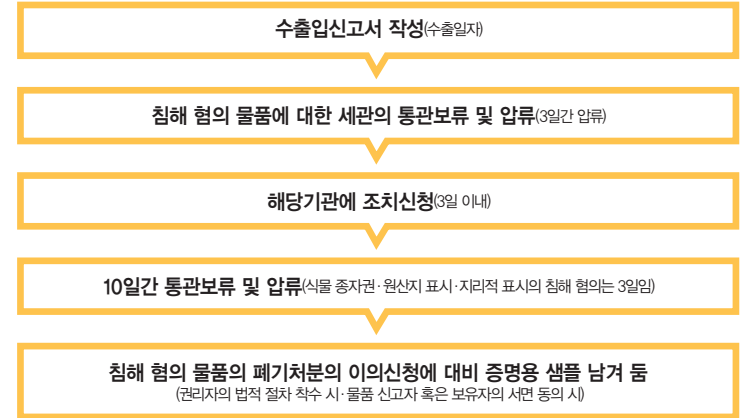 수출입신고서 작성(수출일자)
침해 혐의 물품에 대한 세관의 통관보류 및 압류(3일간 압류)
해당기관에 조치신청(3일 이내)
10일간 통관보류 및 압류(식물 종자권·원산지 표시·지리적 표시의 침해 혐의는 3일임)
침해 혐의 물품의 폐기처분의 이의신청에 대비 증명용 샘플 남겨 둠
(권리자의 법적 절차 착수 시·물품 신고자 혹은 보유자의 서면 동의 시)